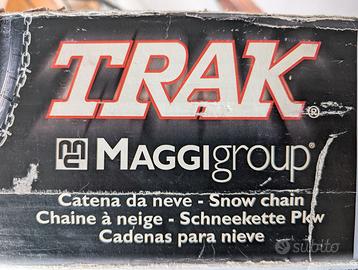 TRAK®
MAGGIgroup®
Catena da neve - Snow chain
Chaîne à neige - Schneekette Pkw
Cadenas para nieve
subito